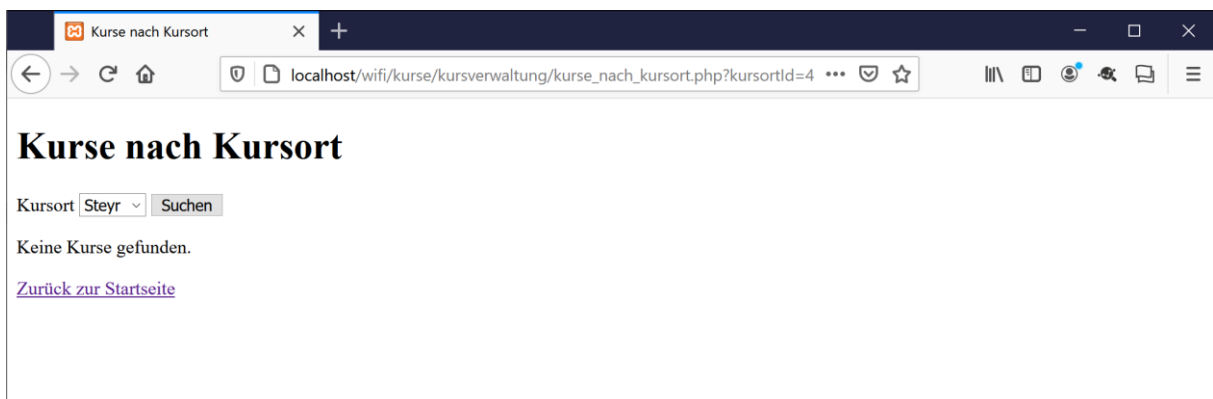 Kurse nach Kursort
localhost/wifi/kurse/kursverwaltung/kurse_nach_kursort.php?kursortId=4
Kurse nach Kursort
Kursort Steyr Suchen
Keine Kurse gefunden.
Zurück zur Startseite